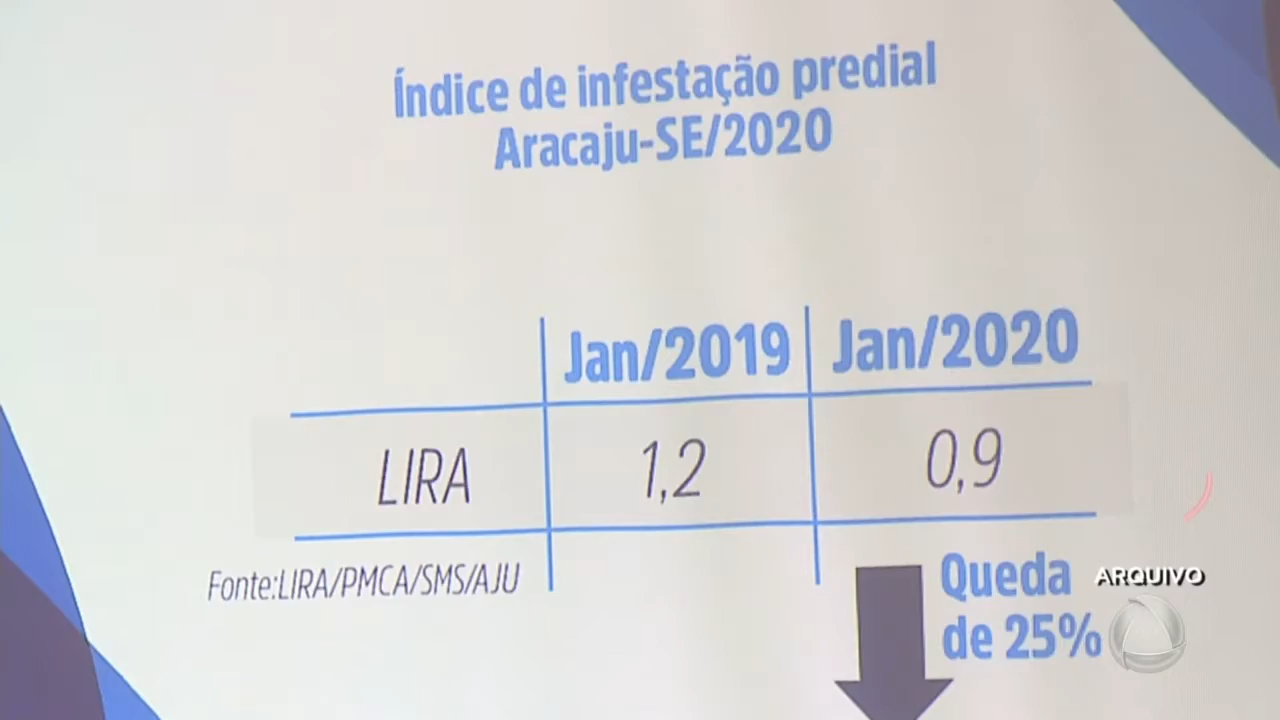 Índice de infestação predial
Aracaju-SE/2020
Jan/2019 Jan/2020
LIRA 1,2 0,9
Fonte:LIRA/PMCA/SMS/AJU
Queda
de 25%
ARQUIVO